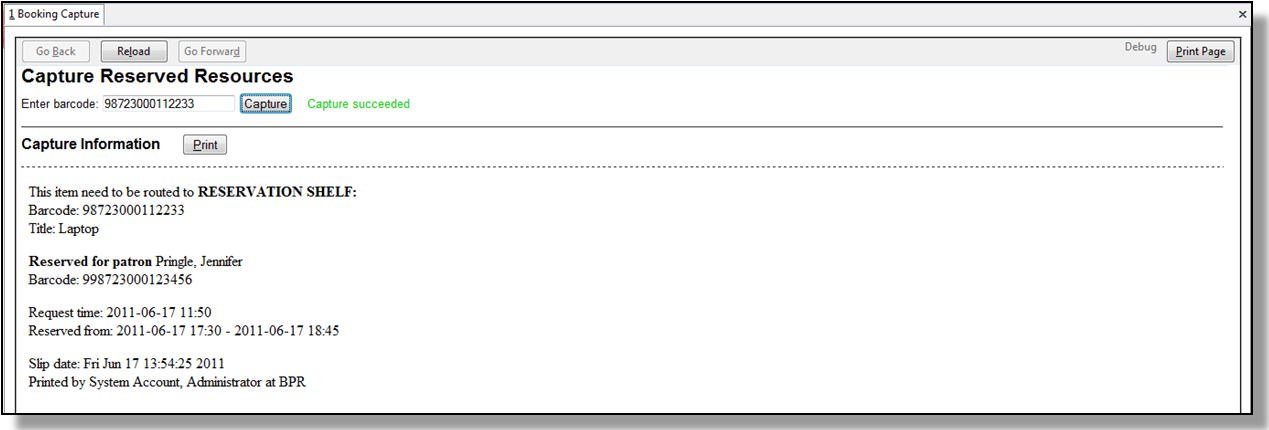 1 Booking Capture
Go Back Reload Go Forward Debug Print Page
Capture Reserved Resources
Enter barcode: 98723000112233 Capture Capture succeeded
Capture Information Print
This item need to be routed to RESERVATION SHELF:
Barcode: 98723000112233
Title: Laptop
Reserved for patron Pringle, Jennifer
Barcode: 998723000123456
Request time: 2011-06-17 11:50
Reserved from: 2011-06-17 17:30 - 2011-06-17 18:45
Slip date: Fri Jun 17 13:54:25 2011
Printed by System Account, Administrator at BPR